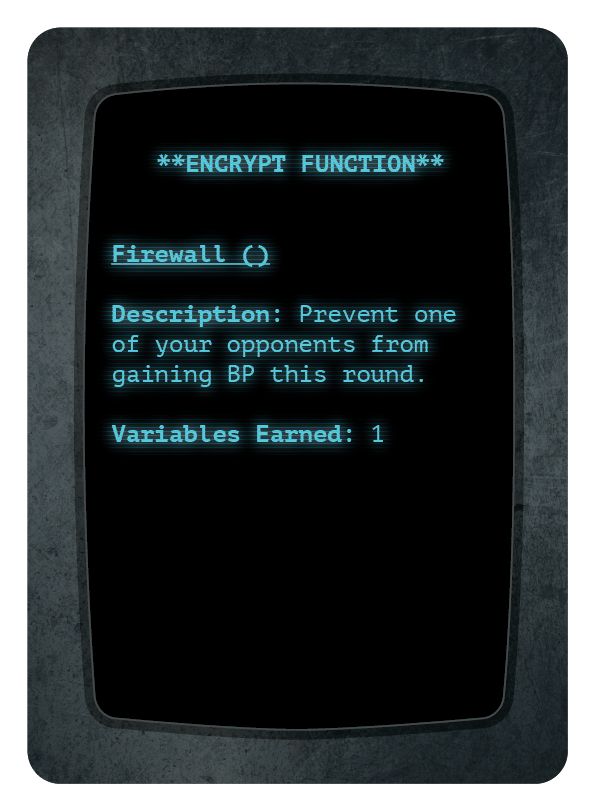 **ENCRYPT FUNCTION**
Firewall ()
Description: Prevent one
of your opponents from
gaining BP this round.
Variables Earned: 1